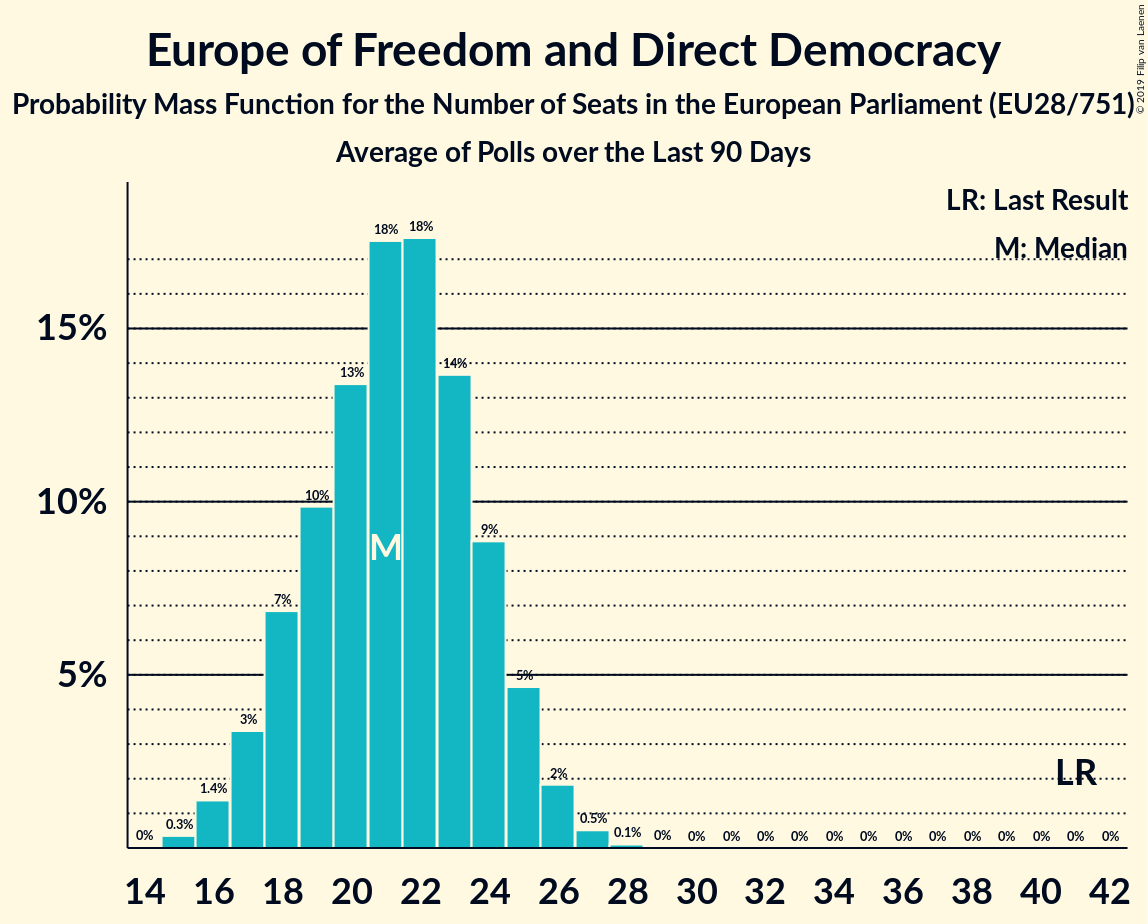 Europe of Freedom and Direct Democracy
Probability Mass Function for the Number of Seats in the European Parliament (EU28/751)
Average of Polls over the Last 90 Days
© 2019 Filip van Laenen
LR: Last Result
M: Median
15%
10%
5%
0% 0.3% 1.4% 3% 7% 10% 13% 18% 18% 14% 9% 5% 2% 0.5% 0.1% 0% 0% 0% 0% 0% 0% 0% 0% 0% 0% 0% 0% 0% 0%
M
LR
14 16 18 20 22 24 26 28 30 32 34 36 38 40 42